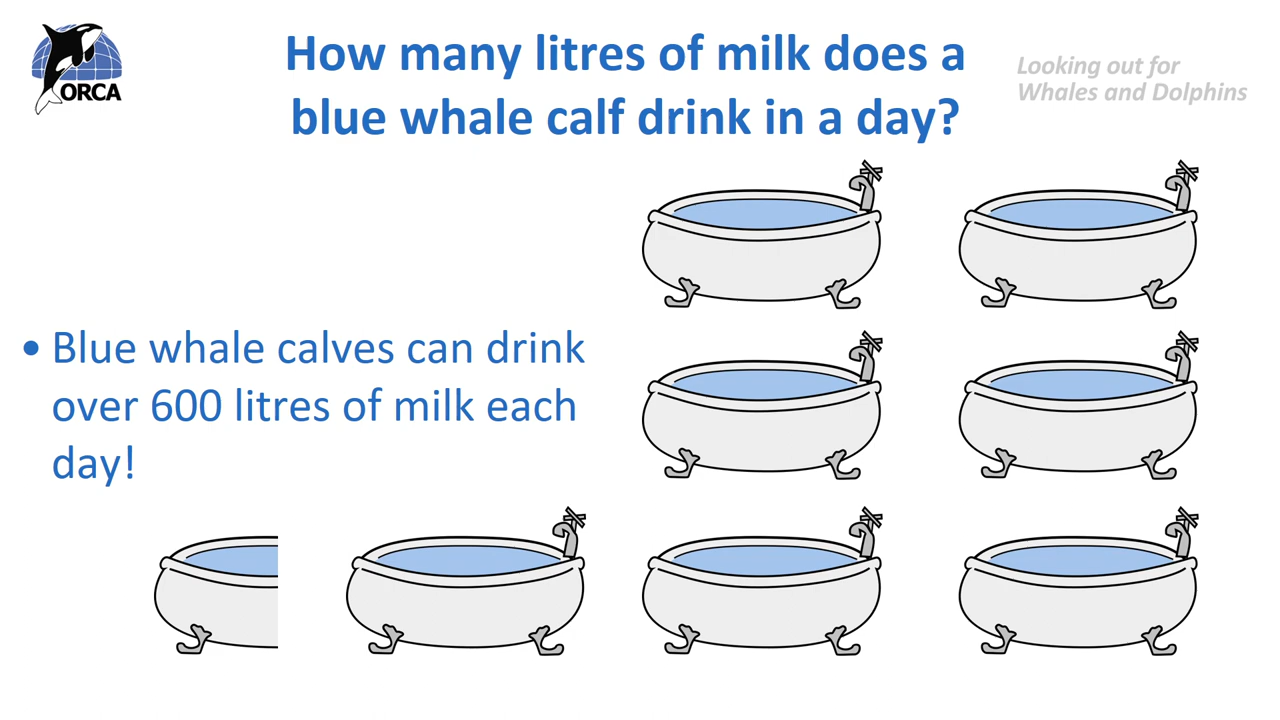 ORCA
How many litres of milk does a
blue whale calf drink in a day?
Looking out for
Whales and Dolphins
• Blue whale calves can drink
over 600 litres of milk each
day!